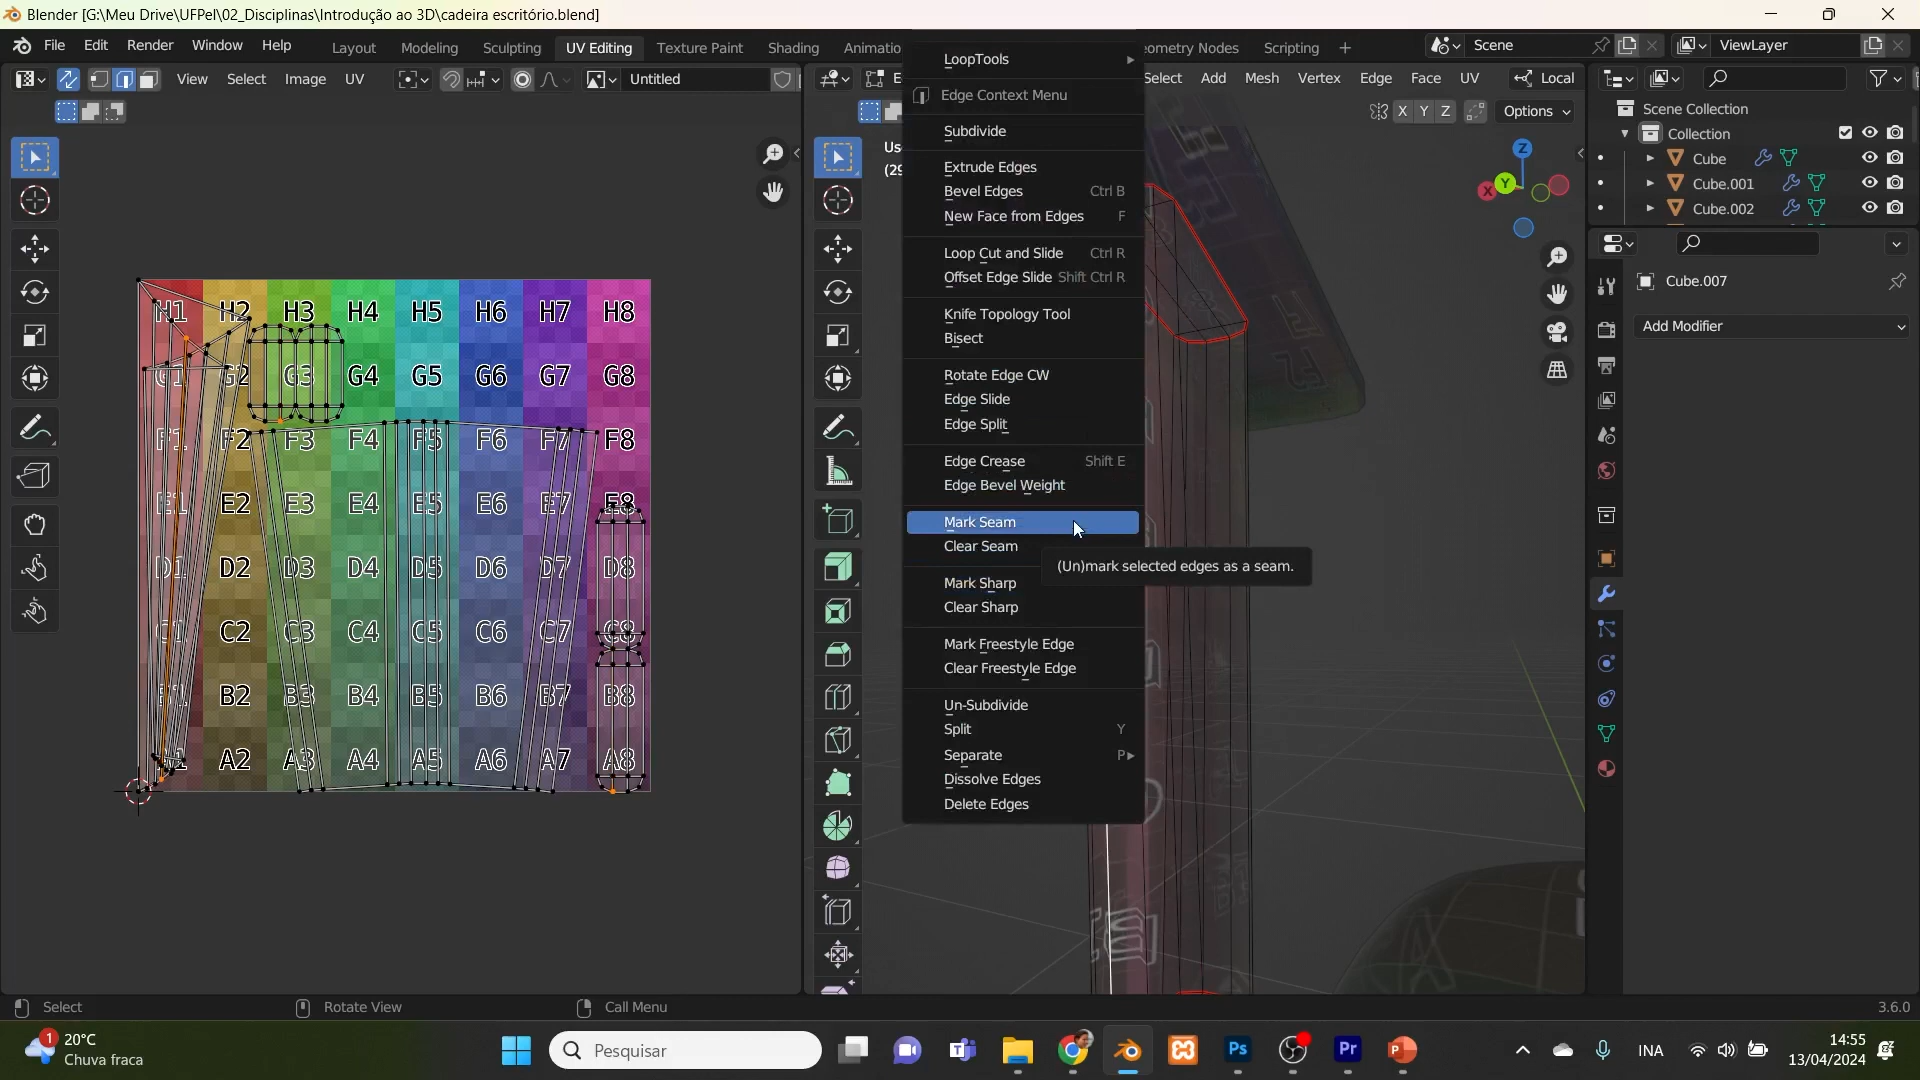 Blender [G:\Meu Drive\UFPel\02_Disciplinas\Introdução ao 3D\cadeira escritório.blend]
File Edit Render Window Help Layout Modeling Sculpting UV Editing Texture Paint Shading Animatio eometry Nodes Scripting + Scene ViewLayer
View Select Image UV Untitled Select Add Mesh Vertex Edge Face UV Local
X Y Z Options
LoopTools
Edge Context Menu
Subdivide
Extrude Edges
Bevel Edges Ctrl B
New Face from Edges F
Loop Cut and Slide Ctrl R
Offset Edge Slide Shift Ctrl R
Knife Topology Tool
Bisect
Rotate Edge CW
Edge Slide
Edge Split
Edge Crease Shift E
Edge Bevel Weight
Mark Seam
Clear Seam
(Un)mark selected edges as a seam.
Mark Sharp
Clear Sharp
Mark Freestyle Edge
Clear Freestyle Edge
Un-Subdivide
Split Y
Separate P
Dissolve Edges
Delete Edges
Us
(29
Z
X Y
Scene Collection
Collection
Cube
Cube.001
Cube.002
Cube.007
Add Modifier
H1 H2 H3 H4 H5 H6 H7 H8
G1 G2 G3 G4 G5 G6 G7 G8
F1 F2 F3 F4 F5 F6 F7 F8
E1 E2 E3 E4 E5 E6 E7 E8
D1 D2 D3 D4 D5 D6 D7 D8
C1 C2 C3 C4 C5 C6 C7 C8
B1 B2 B3 B4 B5 B6 B7 B8
A1 A2 A3 A4 A5 A6 A7 A8
Select Rotate View Call Menu 3.6.0
1
20°C
Chuva fraca
Pesquisar
Ps
Pr
INA
14:55
13/04/2024